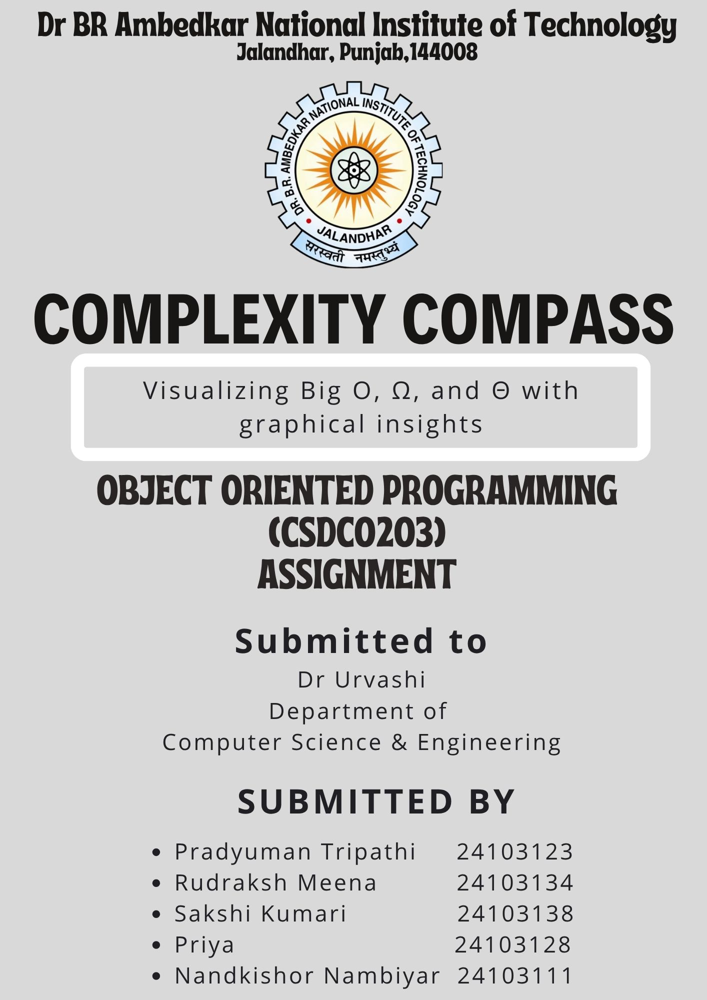 Dr BR Ambedkar National Institute of Technology
Jalandhar, Punjab,144008
DR. B.R. AMBEDKAR NATIONAL INSTITUTE OF TECHNOLOGY
• JALANDHAR •
सरस्वती नमस्तुभ्यं
COMPLEXITY COMPASS
Visualizing Big O, Ω, and Θ with
graphical insights
OBJECT ORIENTED PROGRAMMING
(CSDC0203)
ASSIGNMENT
Submitted to
Dr Urvashi
Department of
Computer Science & Engineering
SUBMITTED BY
• Pradyuman Tripathi 24103123
• Rudraksh Meena 24103134
• Sakshi Kumari 24103138
• Priya 24103128
• Nandkishor Nambiyar 24103111